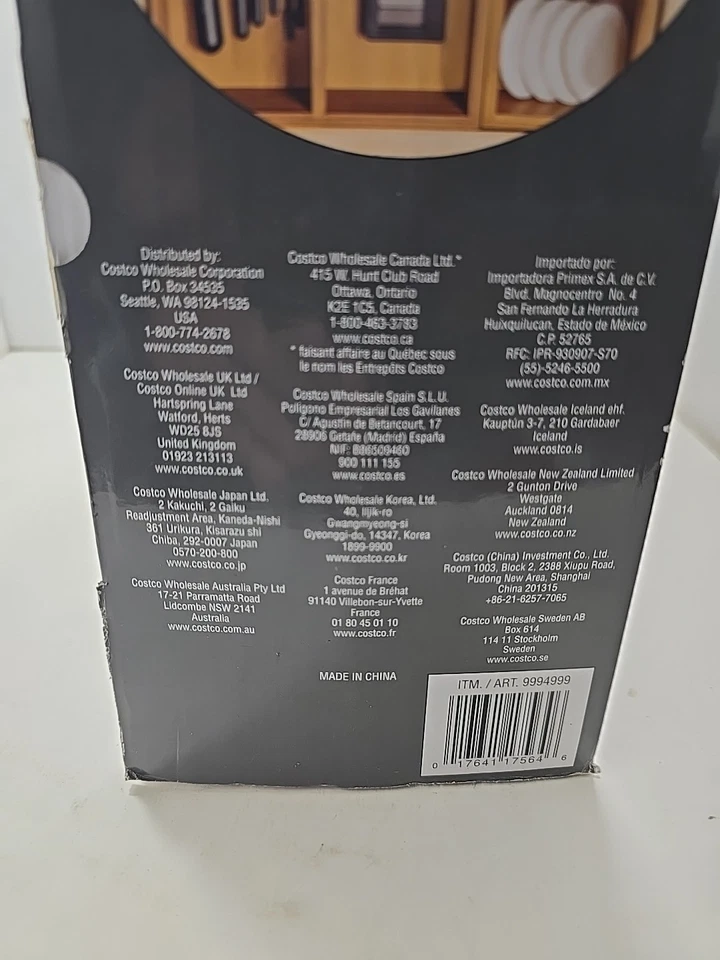 Distributed by:
Costco Wholesale Corporation
P.O. Box 34535
Seattle, WA 98124-1535
USA
1-800-774-2678
www.costco.com
Costco Wholesale UK Ltd /
Costco Online UK Ltd
Hartspring Lane
Watford, Herts
WD25 8JS
United Kingdom
01923 213113
www.costco.co.uk
Costco Wholesale Japan Ltd.
2 Kakuchi, 2 Gaiku
Readjustment Area, Kaneda-Nishi
361 Urikura, Kisarazu shi
Chiba, 292-0007 Japan
0570-200-800
www.costco.co.jp
Costco Wholesale Australia Pty Ltd
17-21 Parramatta Road
Lidcombe NSW 2141
Australia
www.costco.com.au
Costco Wholesale Canada Ltd.*
415 W. Hunt Club Road
Ottawa, Ontario
K2E 1C5, Canada
1-800-463-3783
www.costco.ca
* faisant affaire au Québec sous
le nom les Entrepôts Costco
Costco Wholesale Spain S.L.U.
Polígono Empresarial Los Gavilanes
C/ Agustín de Betancourt, 17
28906 Getafe (Madrid) España
NIF: B86509460
900 111 155
www.costco.es
Costco Wholesale Korea, Ltd.
40, Iljik-ro
Gwangmyeong-si
Gyeonggi-do, 14347, Korea
1899-9900
www.costco.co.kr
Costco France
1 avenue de Bréhat
91140 Villebon-sur-Yvette
France
01 80 45 01 10
www.costco.fr
MADE IN CHINA
Importado por:
Importadora Primex S.A. de C.V.
Blvd. Magnocentro No. 4
San Fernando La Herradura
Huixquilucan, Estado de México
C.P. 52765
RFC: IPR-930907-S70
(55)-5246-5500
www.costco.com.mx
Costco Wholesale Iceland ehf.
Kauptún 3-7, 210 Gardabaer
Iceland
www.costco.is
Costco Wholesale New Zealand Limited
2 Gunton Drive
Westgate
Auckland 0814
New Zealand
www.costco.co.nz
Costco (China) Investment Co., Ltd.
Room 1003, Block 2, 2388 Xiupu Road,
Pudong New Area, Shanghai
China 201315
+86-21-6257-7065
Costco Wholesale Sweden AB
Box 614
114 11 Stockholm
Sweden
www.costco.se
ITM. / ART. 9994999
0 17641 17564 6